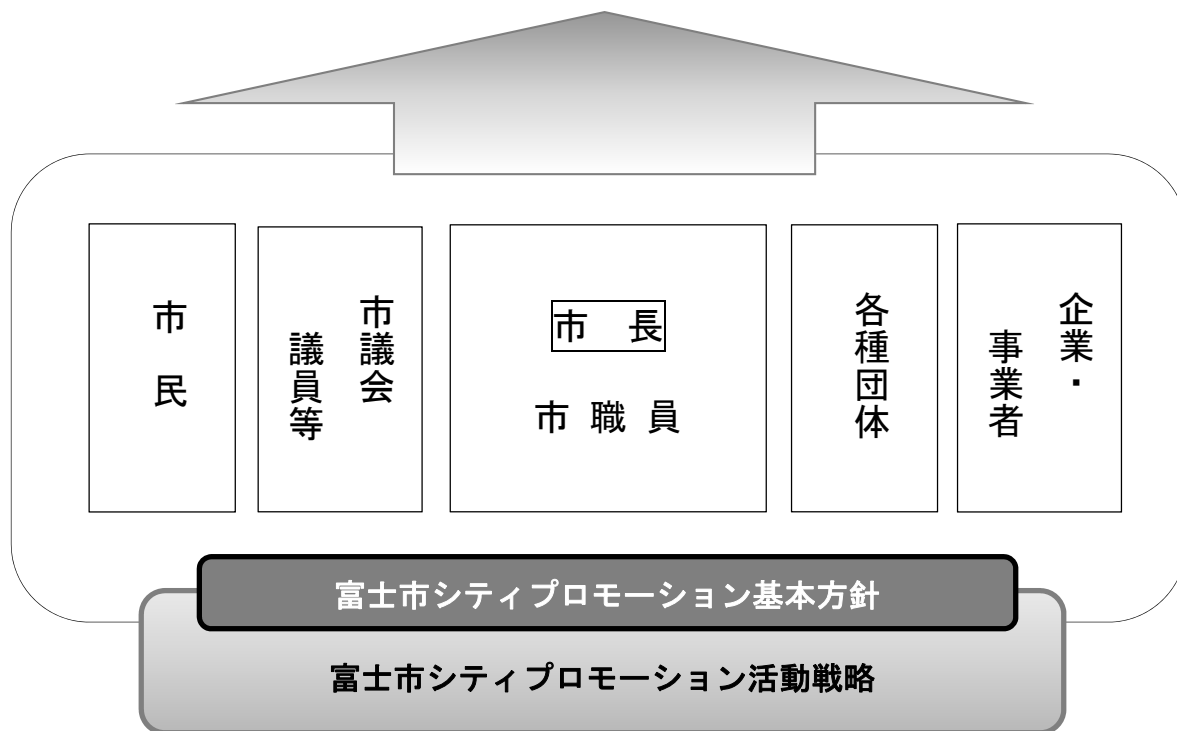 市民
市議会
議員等
市　長
市 職 員
各種団体
企業・
事業者
富士市シティプロモーション基本方針
富士市シティプロモーション活動戦略